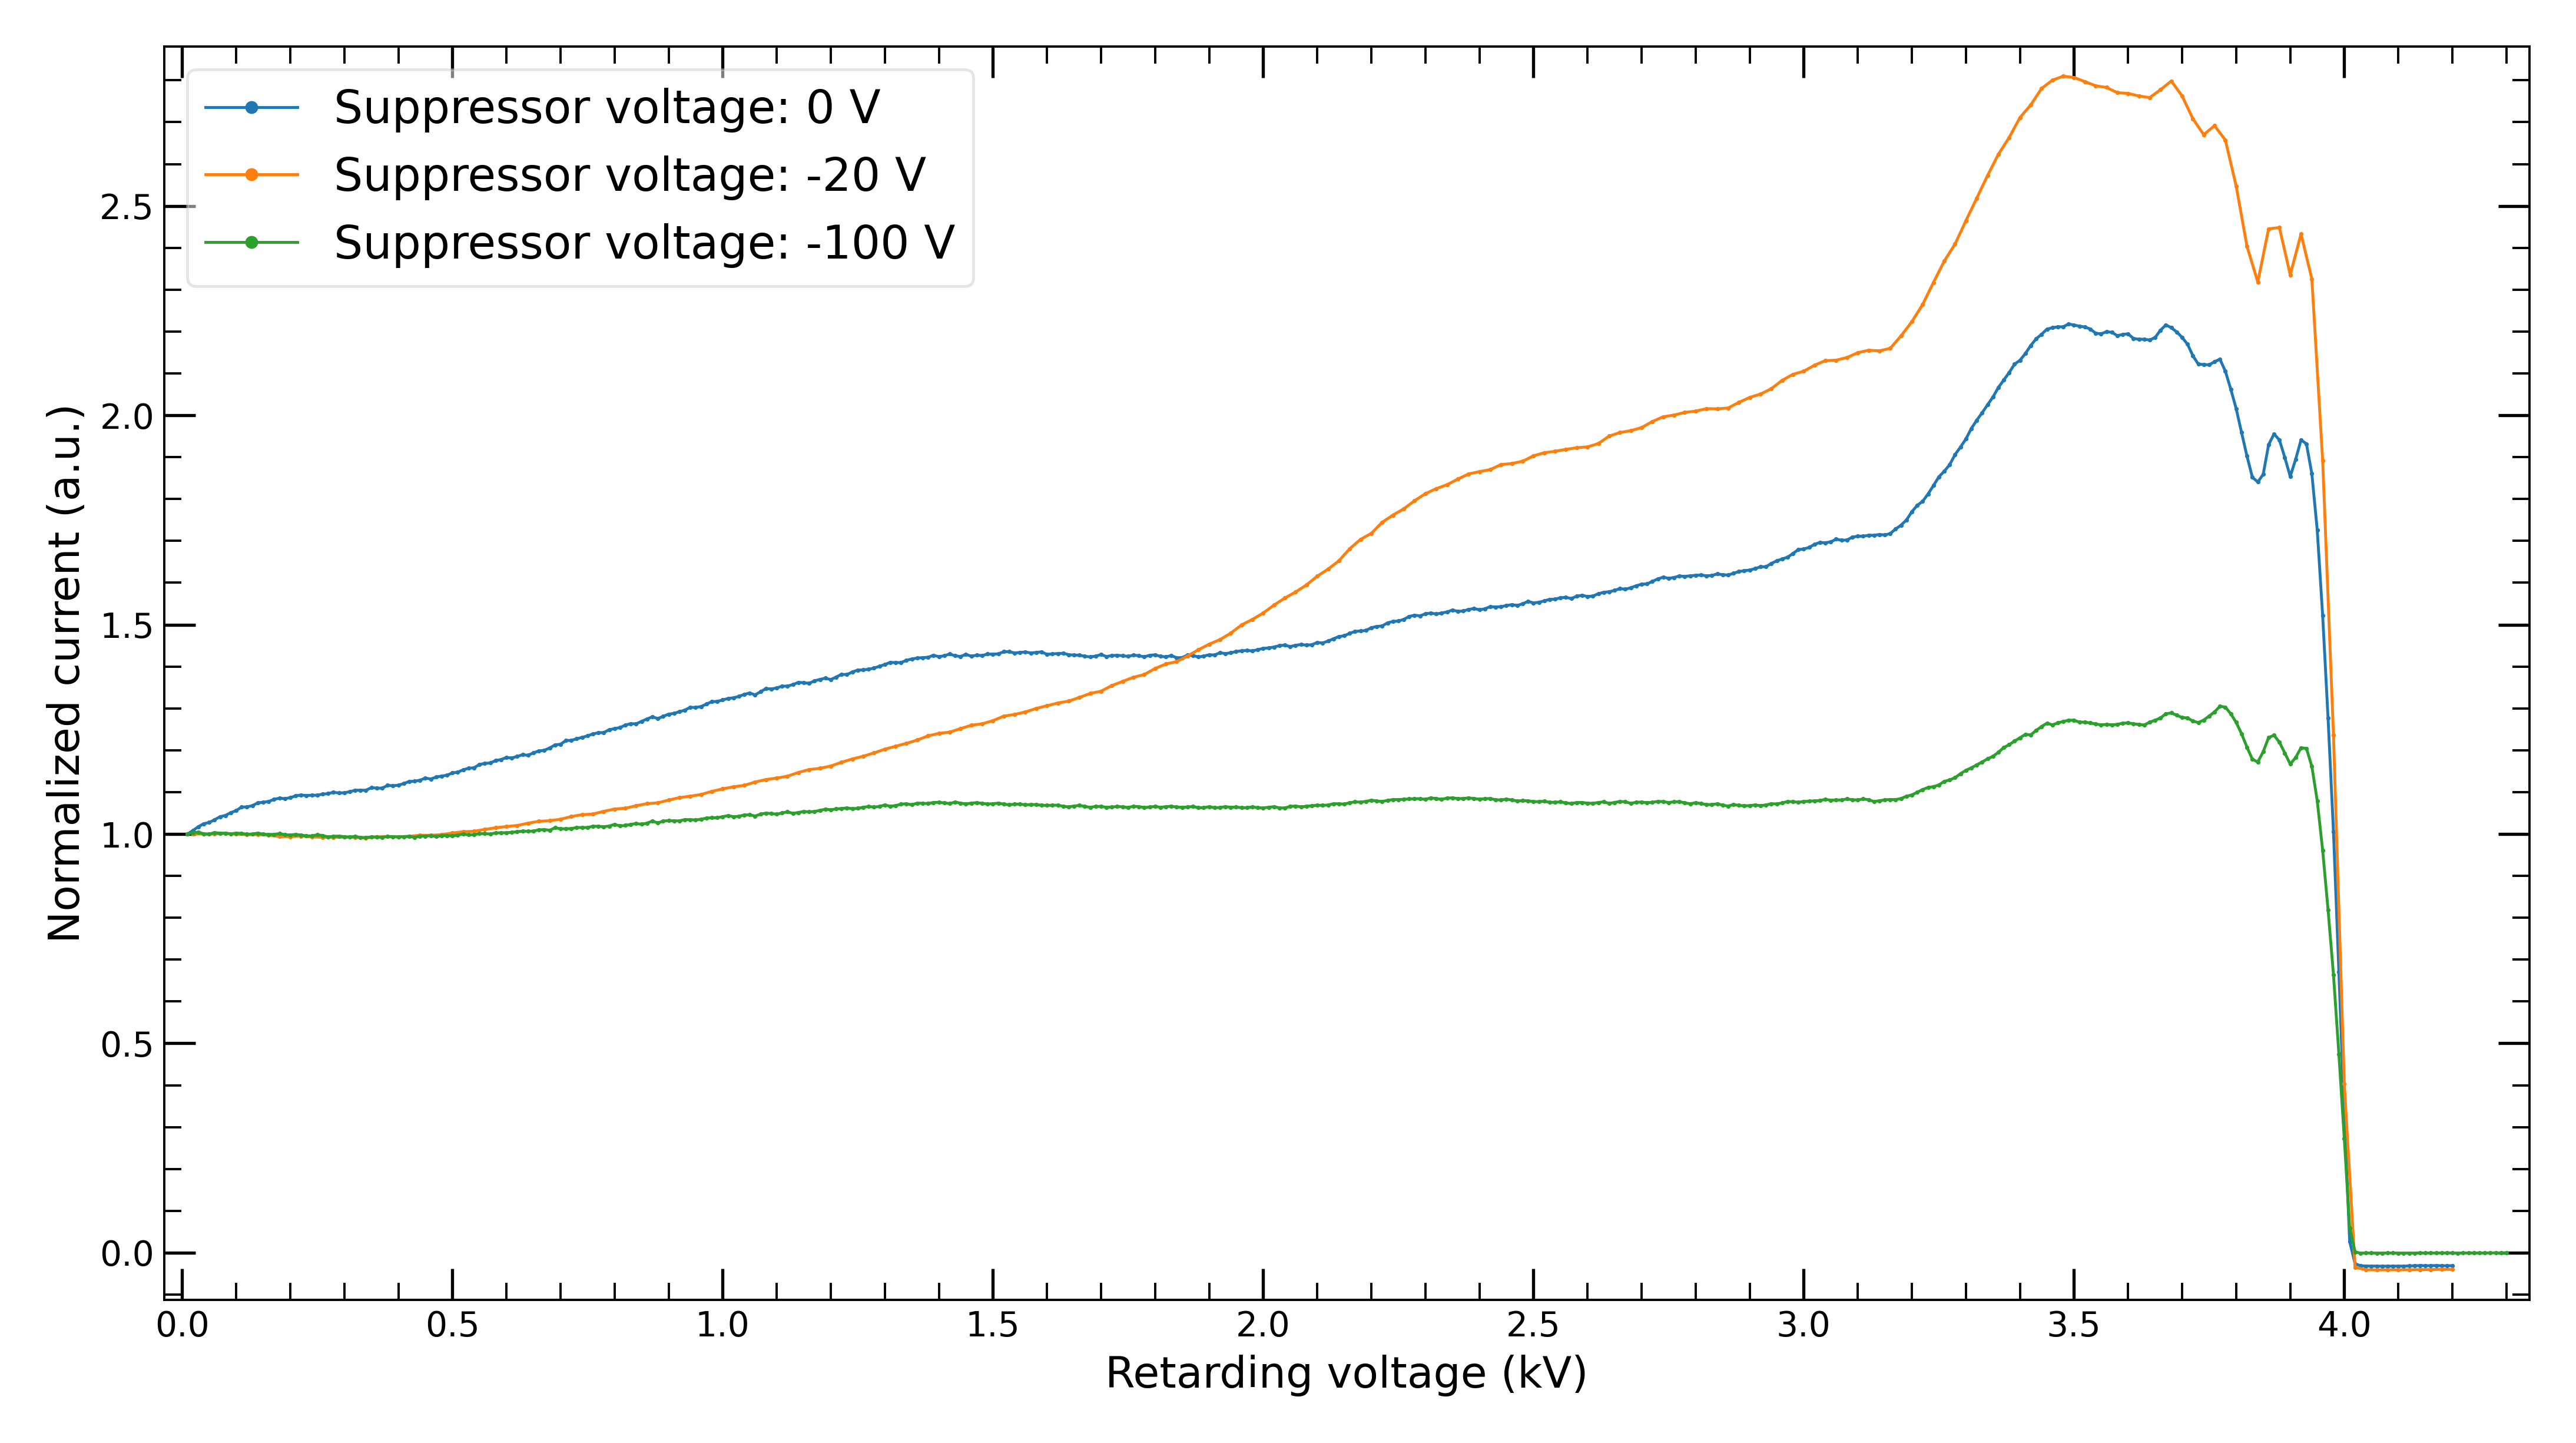 Suppressor voltage: 0 V
Suppressor voltage: -20 V
Suppressor voltage: -100 V
Normalized current (a.u.)
2.5
2.0
1.5
1.0
0.5
0.0
0.0 0.5 1.0 1.5 2.0 2.5 3.0 3.5 4.0
Retarding voltage (kV)